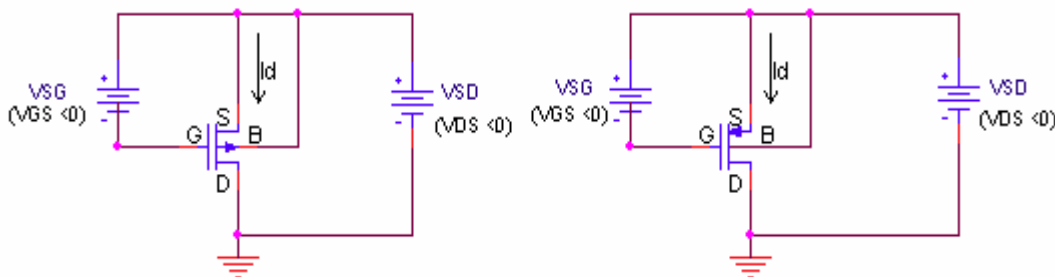 +
Id
VSG
(VGS <0)
-
S
G
B
D
+
VSD
(VDS <0)
-
+
Id
VSG
(VGS <0)
-
S
G
B
D
+
VSD
(VDS <0)
-